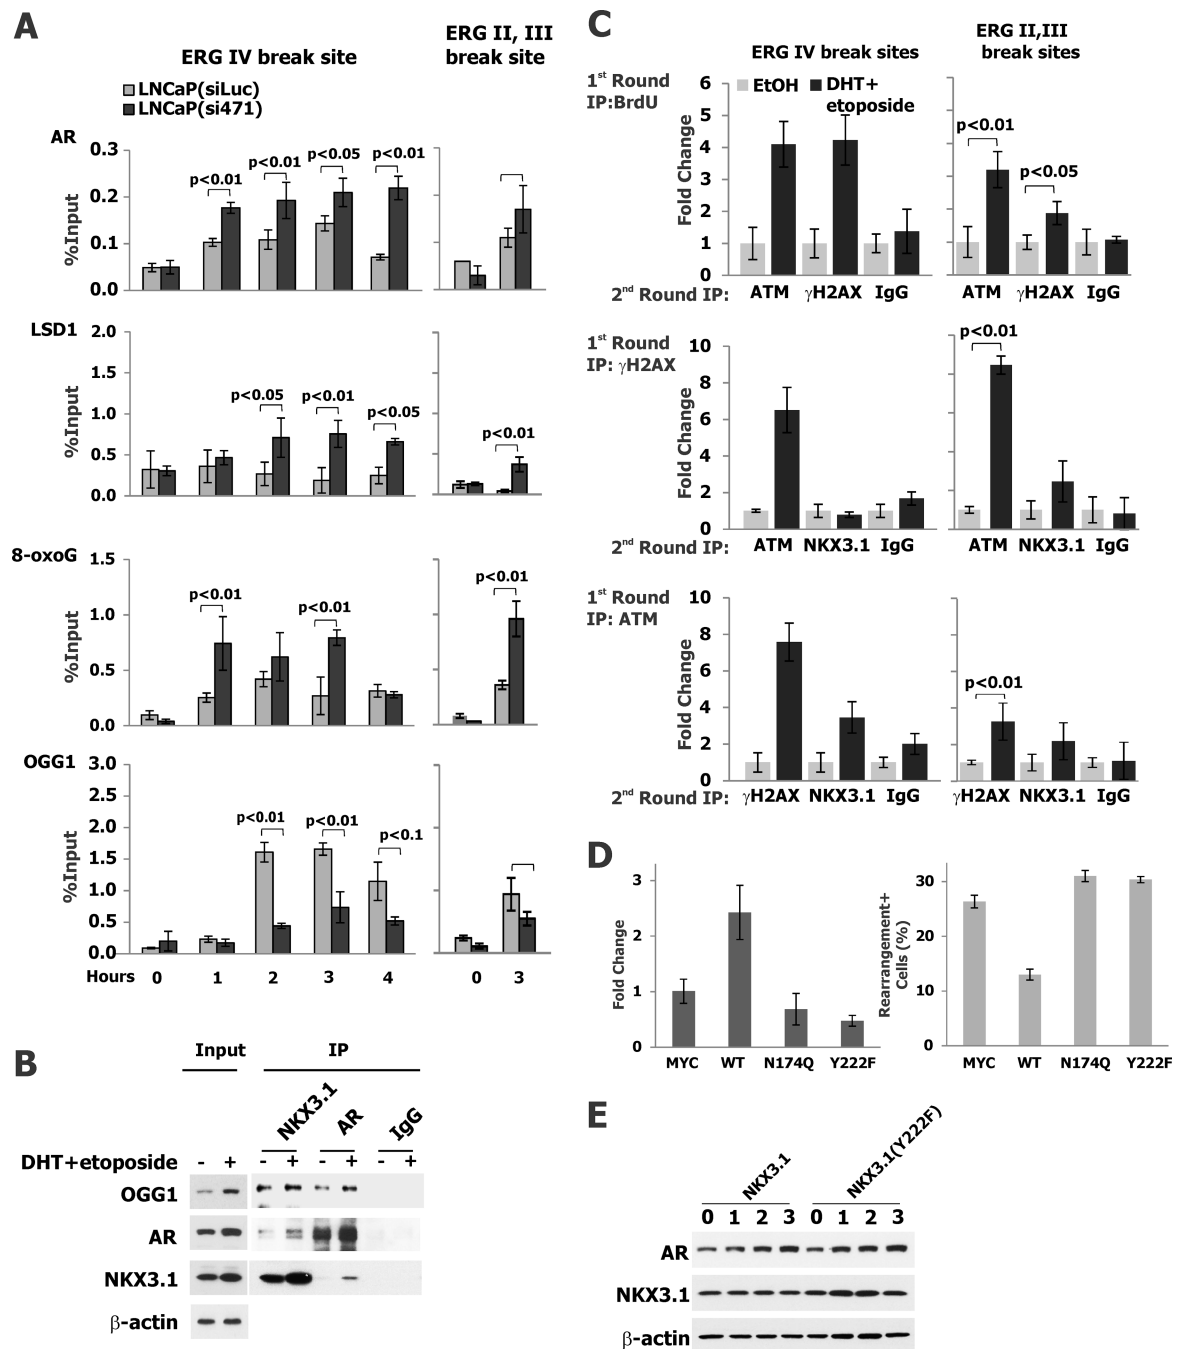 A
ERG IV break site
ERG II, III
break site
LNCaP(siLuc)
LNCaP(si471)
AR
%Input
0.3
0.2
0.1
0.0
p<0.01
p<0.01
p<0.05
p<0.01
LSD1
%Input
2.0
1.5
1.0
0.5
0.0
p<0.05
p<0.01
p<0.05
p<0.01
8-oxoG
%Input
1.5
1.0
0.5
0.0
p<0.01
p<0.01
p<0.01
OGG1
%Input
3.0
2.5
2.0
1.5
1.0
0.5
0.0
p<0.01
p<0.01
p<0.1
Hours 0 1 2 3 4 0 3
B
Input IP
NKX3.1 AR IgG
DHT+etoposide - + - + - + - +
OGG1
AR
NKX3.1
β-actin
C
ERG IV break sites
ERG II,III
break sites
1st Round
IP:BrdU
EtOH
DHT+
etoposide
Fold Change
6
5
4
3
2
1
0
p<0.01
p<0.05
2nd Round IP: ATM γH2AX IgG ATM γH2AX IgG
1st Round
IP: γH2AX
Fold Change
10
8
6
4
2
0
p<0.01
2nd Round IP: ATM NKX3.1 IgG ATM NKX3.1 IgG
1st Round
IP: ATM
Fold Change
10
8
6
4
2
0
p<0.01
2nd Round IP: γH2AX NKX3.1 IgG γH2AX NKX3.1 IgG
D
Fold Change
3
2
1
0
MYC WT N174Q Y222F
Rearrangement+
Cells (%)
30
20
10
0
MYC WT N174Q Y222F
E
NKX3.1 NKX3.1(Y222F)
0 1 2 3 0 1 2 3
AR
NKX3.1
β-actin